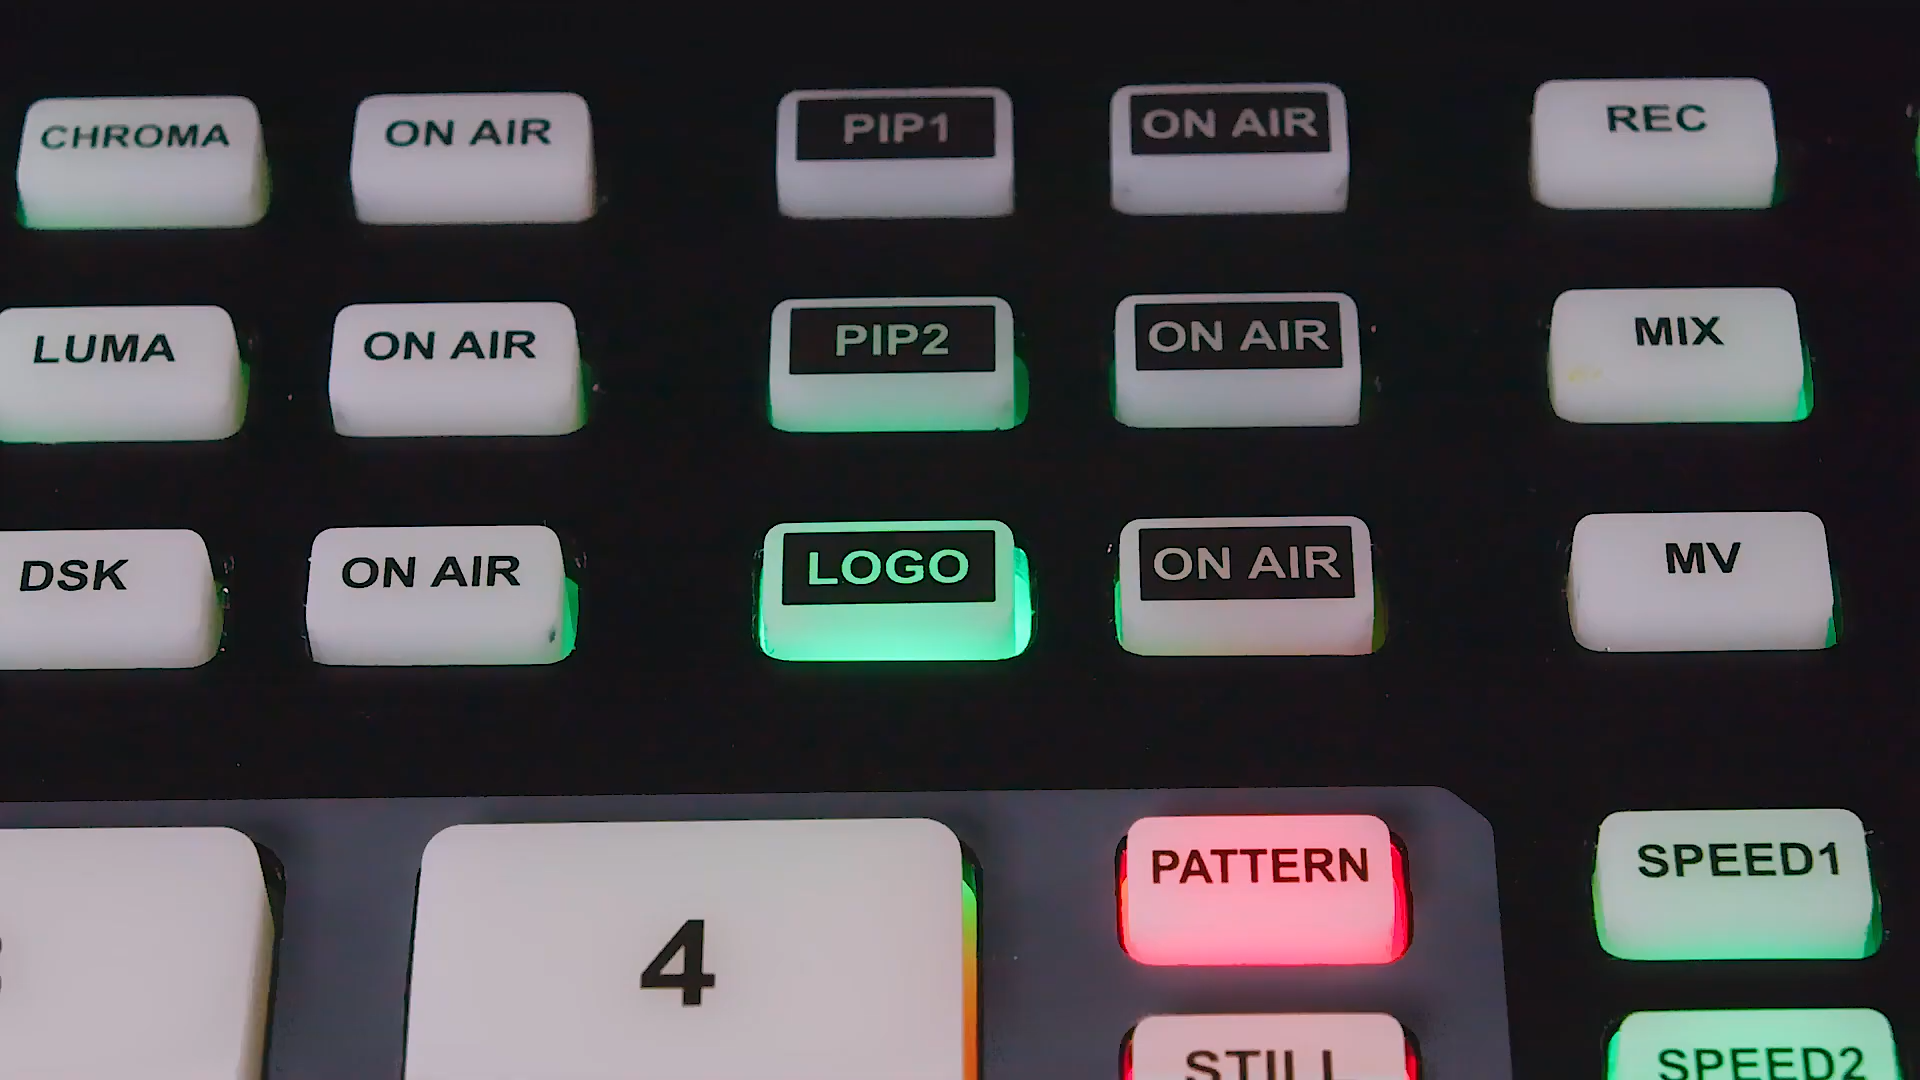 CHROMA
ON AIR
PIP1
ON AIR
REC
LUMA
ON AIR
PIP2
ON AIR
MIX
DSK
ON AIR
LOGO
ON AIR
MV
4
PATTERN
SPEED1
STILL
SPEED2